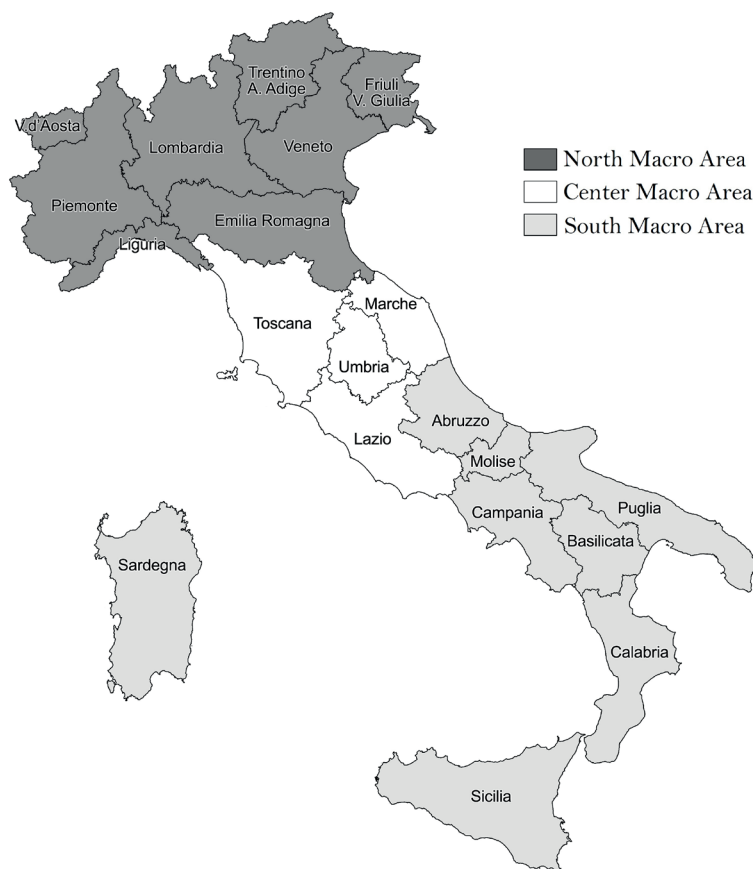 Trentino
A. Adige
Friuli
V. Giulia
V.d'Aosta
Lombardia
Veneto
North Macro Area
Center Macro Area
South Macro Area
Piemonte
Emilia Romagna
Liguria
Marche
Toscana
Umbria
Abruzzo
Lazio
Molise
Campania
Puglia
Basilicata
Sardegna
Calabria
Sicilia